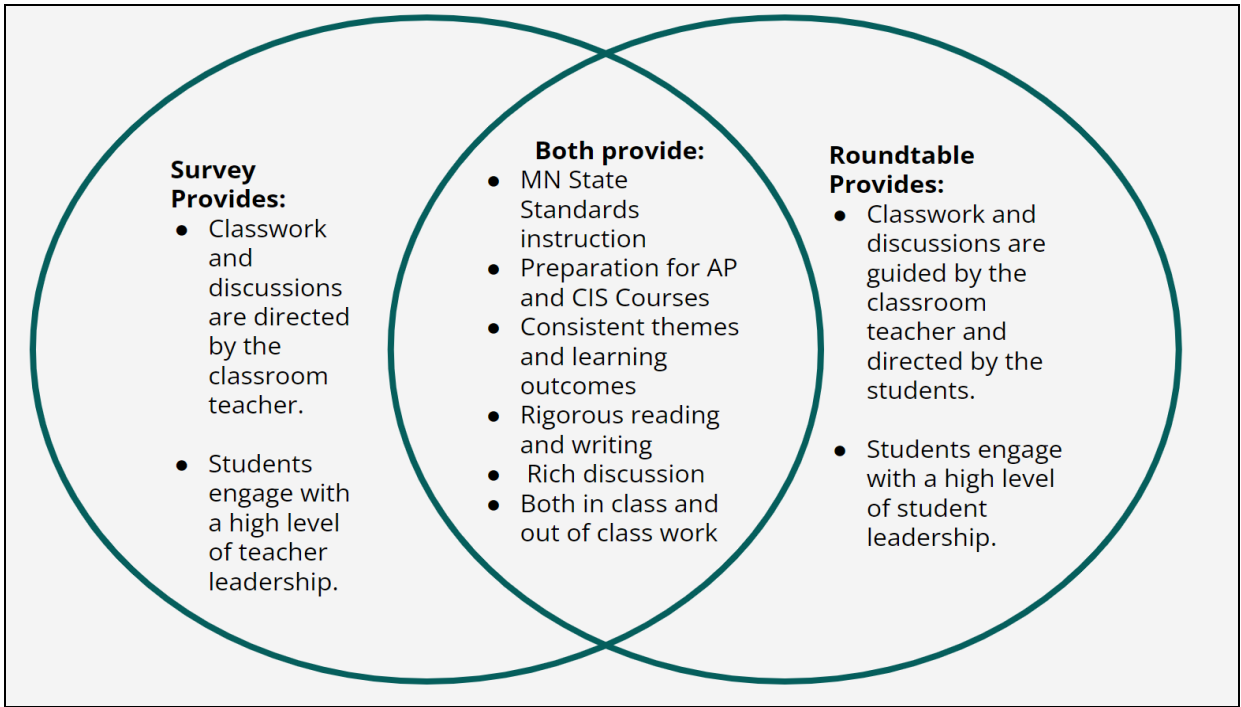 Survey
Provides:
● Classwork
and
discussions
are directed
by the
classroom
teacher.
● Students
engage with
a high level
of teacher
leadership.
Both provide:
● MN State
Standards
instruction
● Preparation for AP
and CIS Courses
● Consistent themes
and learning
outcomes
● Rigorous reading
and writing
● Rich discussion
● Both in class and
out of class work
Roundtable
Provides:
● Classwork and
discussions are
guided by the
classroom
teacher and
directed by the
students.
● Students engage
with a high level
of student
leadership.